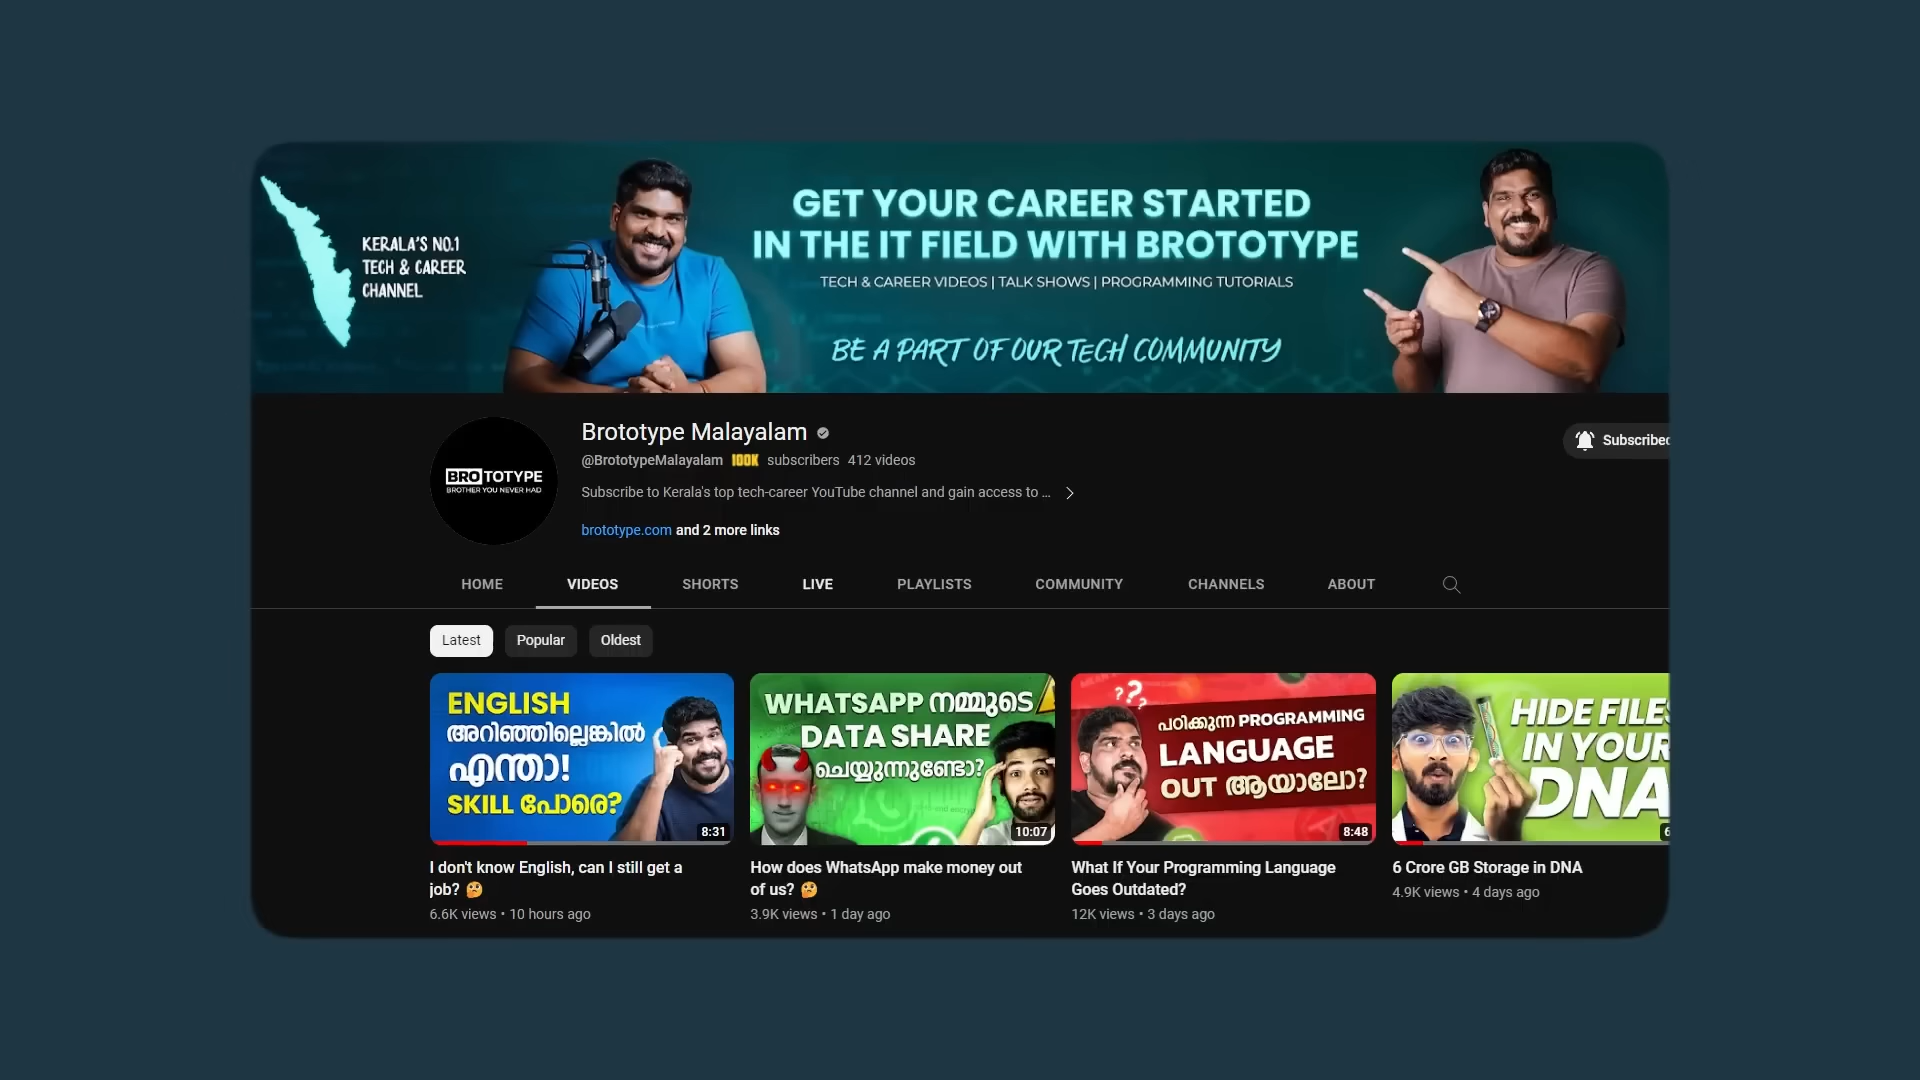 KERALA'S NO.1
TECH & CAREER
CHANNEL
GET YOUR CAREER STARTED
IN THE IT FIELD WITH BROTOTYPE
TECH & CAREER VIDEOS | TALK SHOWS | PROGRAMMING TUTORIALS
BE A PART OF OUR TECH COMMUNITY
BROTOTYPE
BROTHER YOU NEVER HAD
Brototype Malayalam
@BrototypeMalayalam 100K subscribers 412 videos
Subscribe to Kerala's top tech-career YouTube channel and gain access to ...
brototype.com and 2 more links
Subscribed
HOME VIDEOS SHORTS LIVE PLAYLISTS COMMUNITY CHANNELS ABOUT
Latest Popular Oldest
ENGLISH
അറിഞ്ഞില്ലെങ്കിൽ
എന്താ!
SKILL പോരെ?
8:31
WHATSAPP നമ്മുടെ
DATA SHARE
ചെയ്യുന്നുണ്ടോ?
10:07
???
പഠിക്കുന്ന PROGRAMMING
LANGUAGE
OUT ആയാലോ?
8:48
HIDE FILES
IN YOUR
DNA
6
I don't know English, can I still get a
job? 🤔
6.6K views • 10 hours ago
How does WhatsApp make money out
of us? 🤔
3.9K views • 1 day ago
What If Your Programming Language
Goes Outdated?
12K views • 3 days ago
6 Crore GB Storage in DNA
4.9K views • 4 days ago